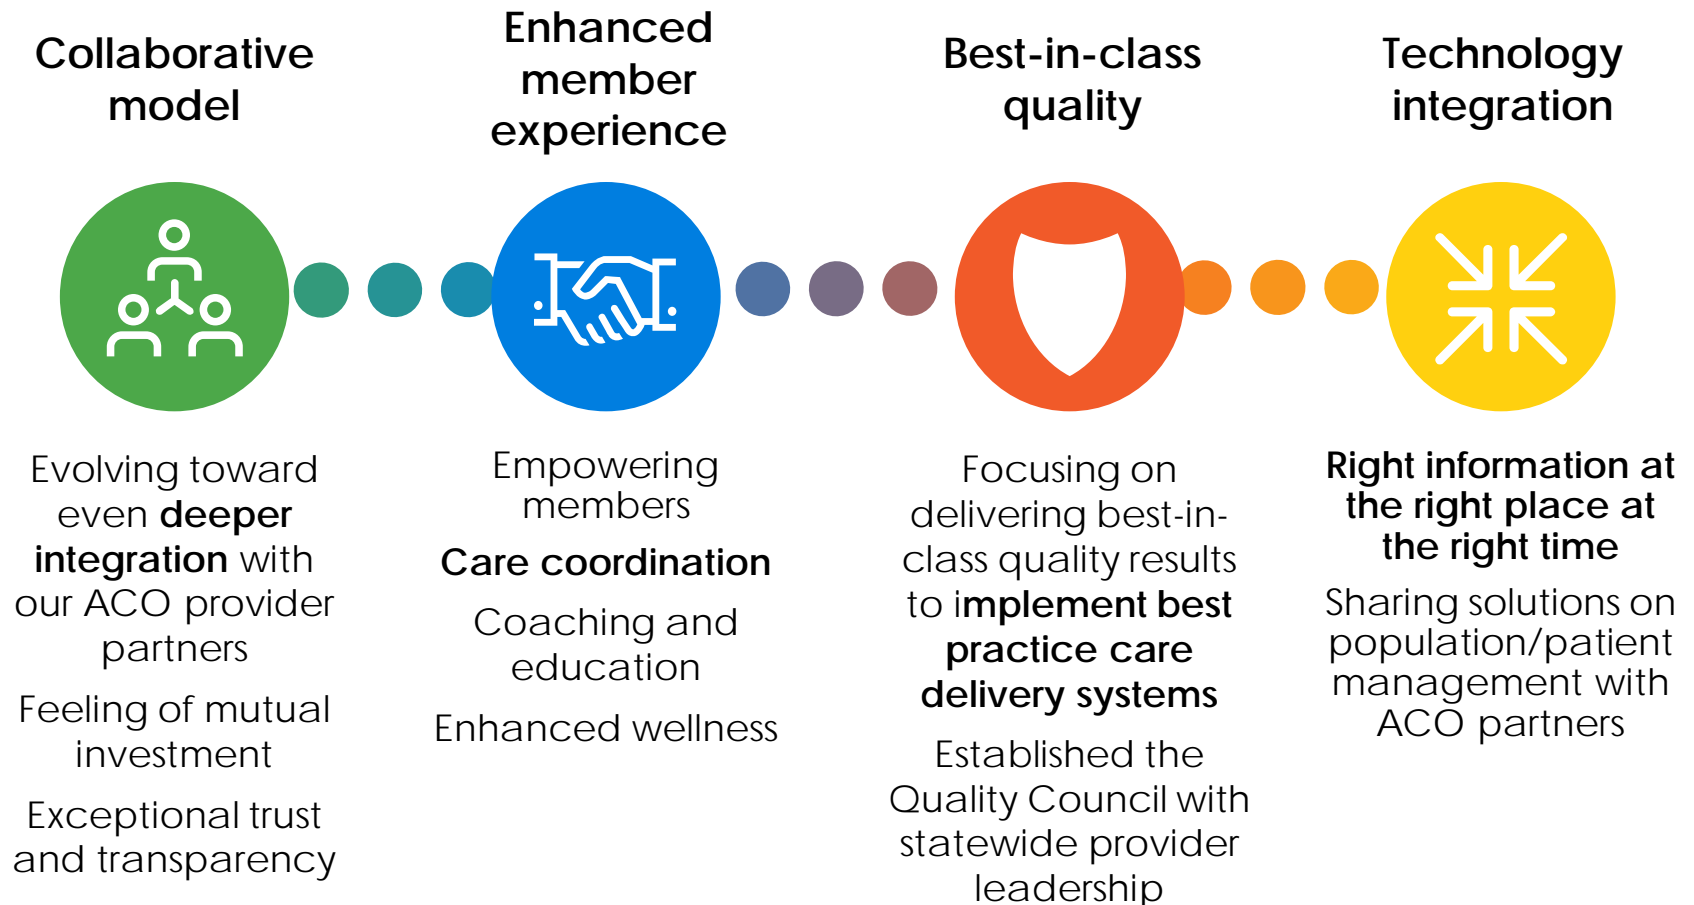 Collaborative
model
Evolving toward
even deeper
integration with
our ACO provider
partners
Feeling of mutual
investment
Exceptional trust
and transparency
Enhanced
member
experience
Empowering
members
Care coordination
Coaching and
education
Enhanced wellness
Best-in-class
quality
Focusing on
delivering best-in-
class quality results
to implement best
practice care
delivery systems
Established the
Quality Council with
statewide provider
leadership
Technology
integration
Right information at
the right place at
the right time
Sharing solutions on
population/patient
management with
ACO partners